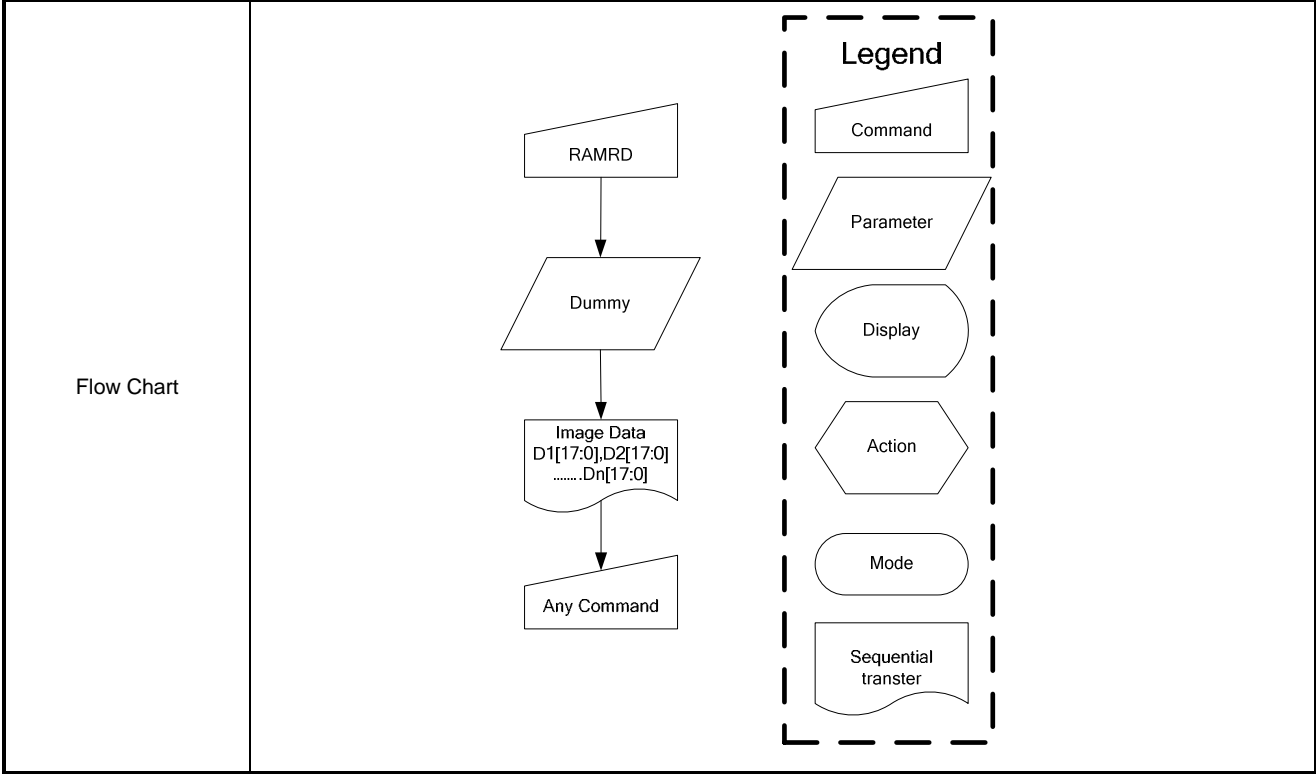 Flow Chart
RAMRD
Dummy
Image Data
D1[17:0],D2[17:0]
........Dn[17:0]
Any Command
Legend
Command
Parameter
Display
Action
Mode
Sequential
transter